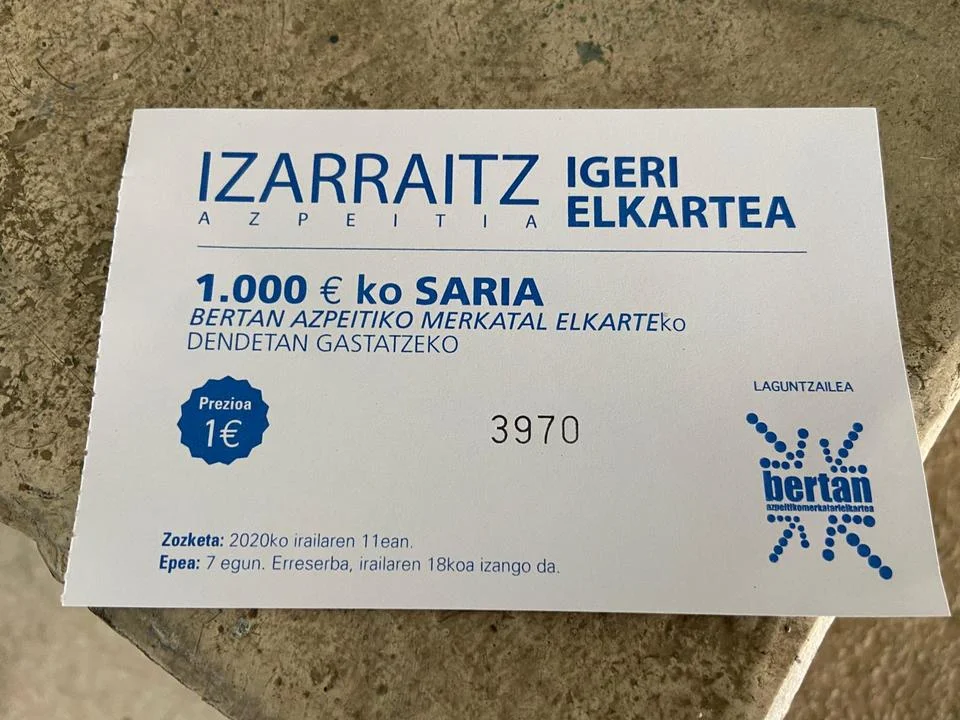 IZARRAITZ
AZPEITIA
IGERI
ELKARTEA
1.000 € ko SARIA
BERTAN AZPEITIKO MERKATAL ELKARTEko
DENDETAN GASTATZEKO
Prezioa
1€
3970
LAGUNTZAILEA
bertan
azpeitikomerkatarielkartea
Zozketa: 2020ko irailaren 11ean.
Epea: 7 egun. Erreserba, irailaren 18koa izango da.